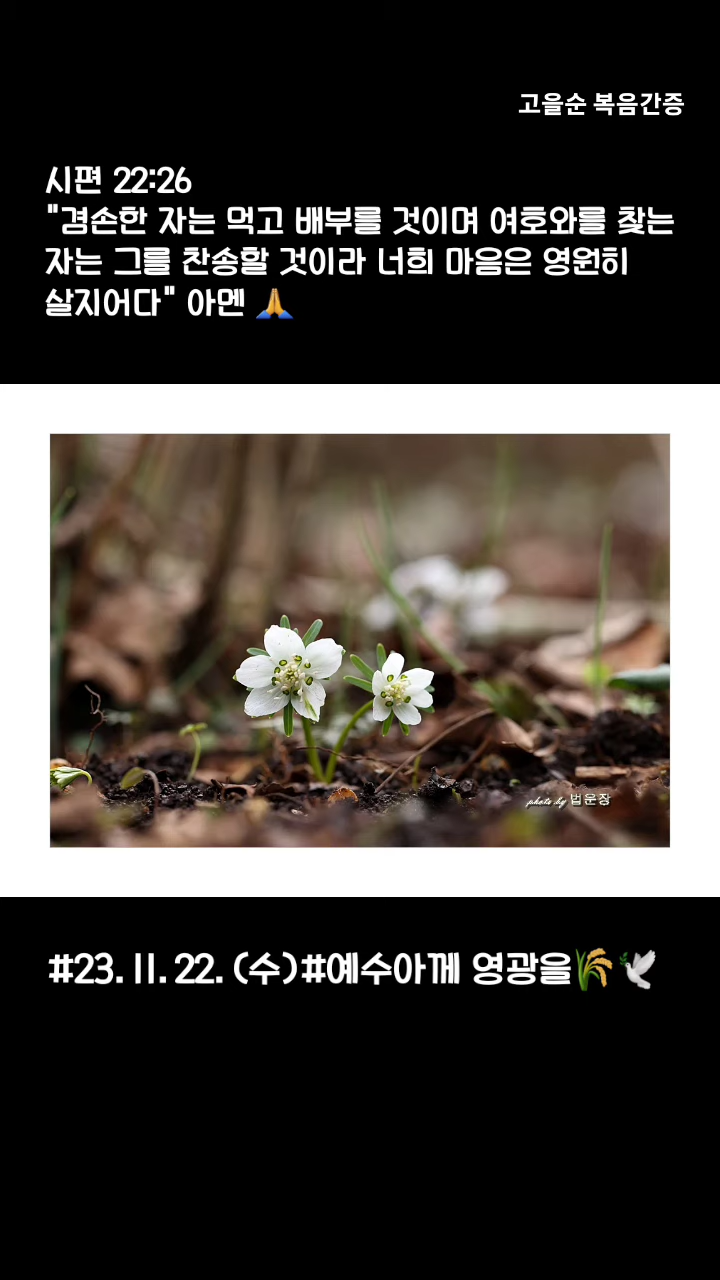 고을순 복음간증
시편 22:26
"겸손한 자는 먹고 배부를 것이며 여호와를 찾는
자는 그를 찬송할 것이라 너희 마음은 영원히
살지어다" 아멘 🙏
photo by 법운장
#23. 11. 22. (수)#예수아께 영광을🌾🕊